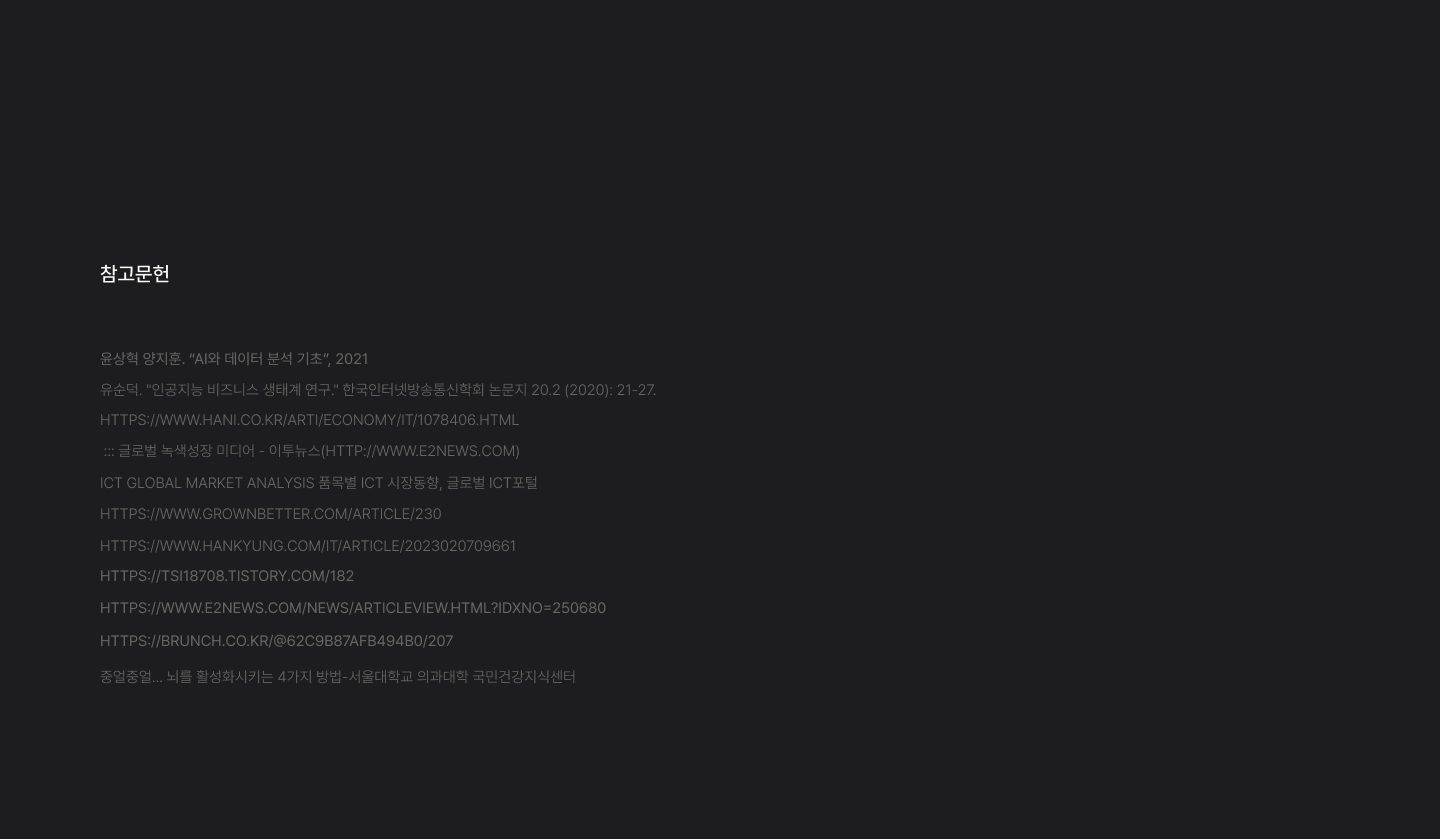 참고문헌
윤상혁 양지훈. “AI와 데이터 분석 기초”, 2021
유순덕. "인공지능 비즈니스 생태계 연구." 한국인터넷방송통신학회 논문지 20.2 (2020): 21-27.
HTTPS://WWW.HANI.CO.KR/ARTI/ECONOMY/IT/1078406.HTML
::: 글로벌 녹색성장 미디어 - 이투뉴스(HTTP://WWW.E2NEWS.COM)
ICT GLOBAL MARKET ANALYSIS 품목별 ICT 시장동향, 글로벌 ICT포털
HTTPS://WWW.GROWNBETTER.COM/ARTICLE/230
HTTPS://WWW.HANKYUNG.COM/IT/ARTICLE/2023020709661
HTTPS://TSI18708.TISTORY.COM/182
HTTPS://WWW.E2NEWS.COM/NEWS/ARTICLEVIEW.HTML?IDXNO=250680
HTTPS://BRUNCH.CO.KR/@62C9B87AFB494B0/207
중얼중얼... 뇌를 활성화시키는 4가지 방법-서울대학교 의과대학 국민건강지식센터